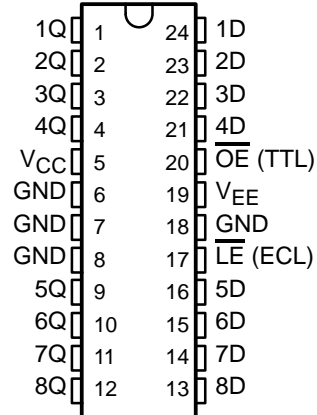 1Q 1 24 1D
2Q 2 23 2D
3Q 3 22 3D
4Q 4 21 4D
VCC 5 20 OE (TTL)
GND 6 19 VEE
GND 7 18 GND
GND 8 17 LE (ECL)
5Q 9 16 5D
6Q 10 15 6D
7Q 11 14 7D
8Q 12 13 8D